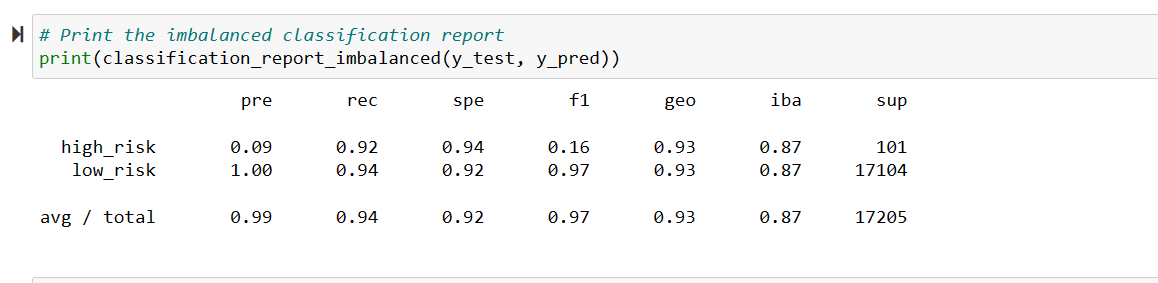 # Print the imbalanced classification report
print(classification_report_imbalanced(y_test, y_pred))
pre rec spe f1 geo iba sup
high_risk 0.09 0.92 0.94 0.16 0.93 0.87 101
low_risk 1.00 0.94 0.92 0.97 0.93 0.87 17104
avg / total 0.99 0.94 0.92 0.97 0.93 0.87 17205